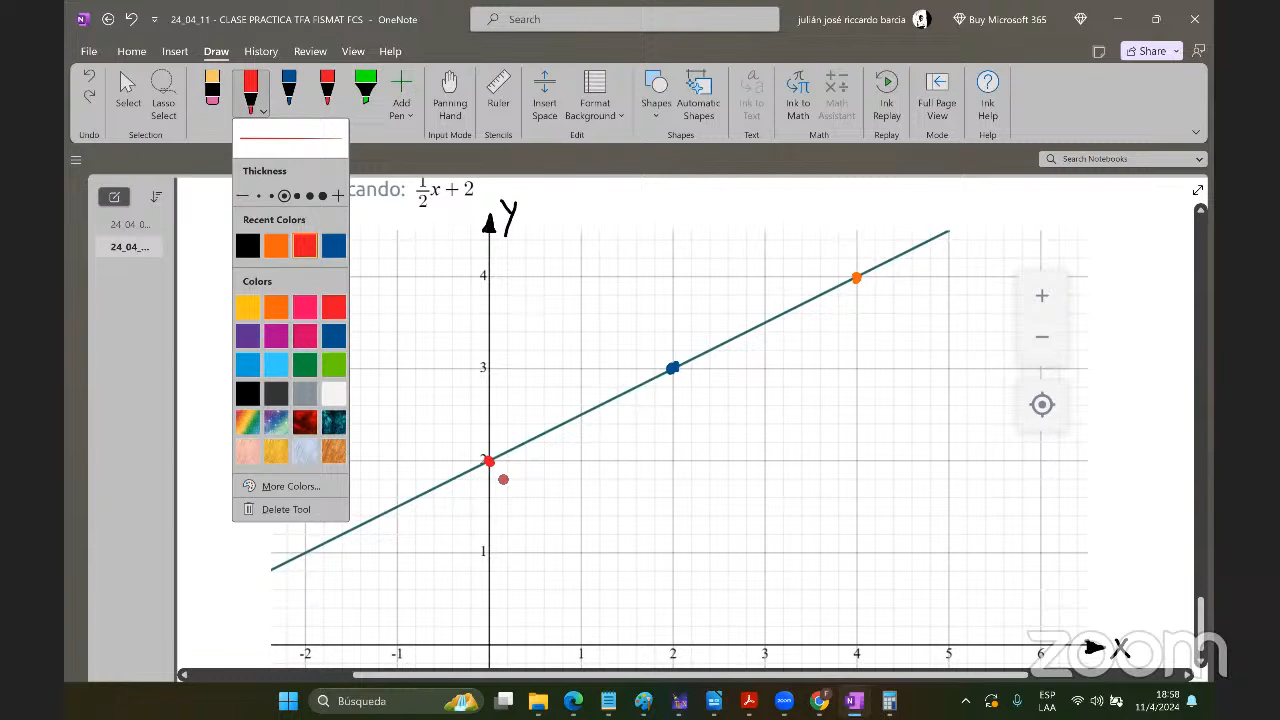 24_04_11 - CLASE PRACTICA TFA FISMAT FCS - OneNote
Search
julián josé riccardo barcia
Buy Microsoft 365
File Home Insert Draw History Review View Help
Share
Select
Lasso Select
Add Pen
Panning Hand
Ruler
Insert Space
Format Background
Shapes
Automatic Shapes
Ink to Text
Ink to Math
Math Assistant
Ink Replay
Full Page View
Ink Help
Undo Selection Input Mode Stencils Edit Shapes Text Math Replay Mode Help
Search Notebooks
Thickness
Recent Colors
Colors
More Colors...
Delete Tool
24_04_0...
24_04_...
cando: 1/2 x + 2
y
4
3
2
1
-2 -1 1 2 3 4 5 6
X
zoom
Búsqueda
ESP
LAA
18:58
11/4/2024